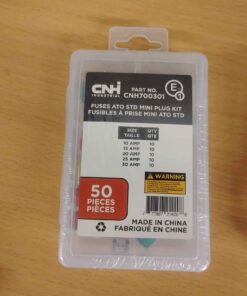 CNH
INDUSTRIAL
PART NO.
CNH700301
E
1
FUSES ATO STD MINI PLUG KIT
FUSIBLES À PRISE MINI ATO STD
SIZE QTY
TAILLE QTÉ
10 AMP 10
15 AMP 10
20 AMP 10
25 AMP 10
30 AMP 10
WARNING
50
PIECES
PIÈCES
MADE IN CHINA
FABRIQUÉ EN CHINE